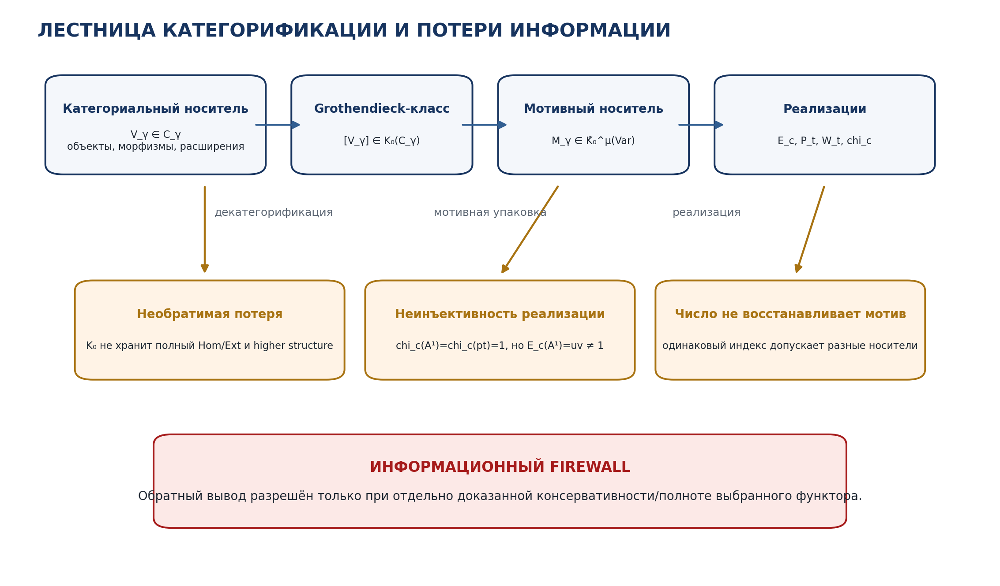 ЛЕСТНИЦА КАТЕГОРИФИКАЦИИ И ПОТЕРИ ИНФОРМАЦИИ
Категориальный носитель
V_γ ∈ C_γ
объекты, морфизмы, расширения
Grothendieck-класс
[V_γ] ∈ K₀(C_γ)
Мотивный носитель
M_γ ∈ K̂₀^μ(Var)
Реализации
E_c, P_t, W_t, chi_c
декатегорификация
мотивная упаковка
реализация
Необратимая потеря
K₀ не хранит полный Hom/Ext и higher structure
Неинъективность реализации
chi_c(A¹)=chi_c(pt)=1, но E_c(A¹)=uv ≠ 1
Число не восстанавливает мотив
одинаковый индекс допускает разные носители
ИНФОРМАЦИОННЫЙ FIREWALL
Обратный вывод разрешён только при отдельно доказанной консервативности/полноте выбранного функтора.